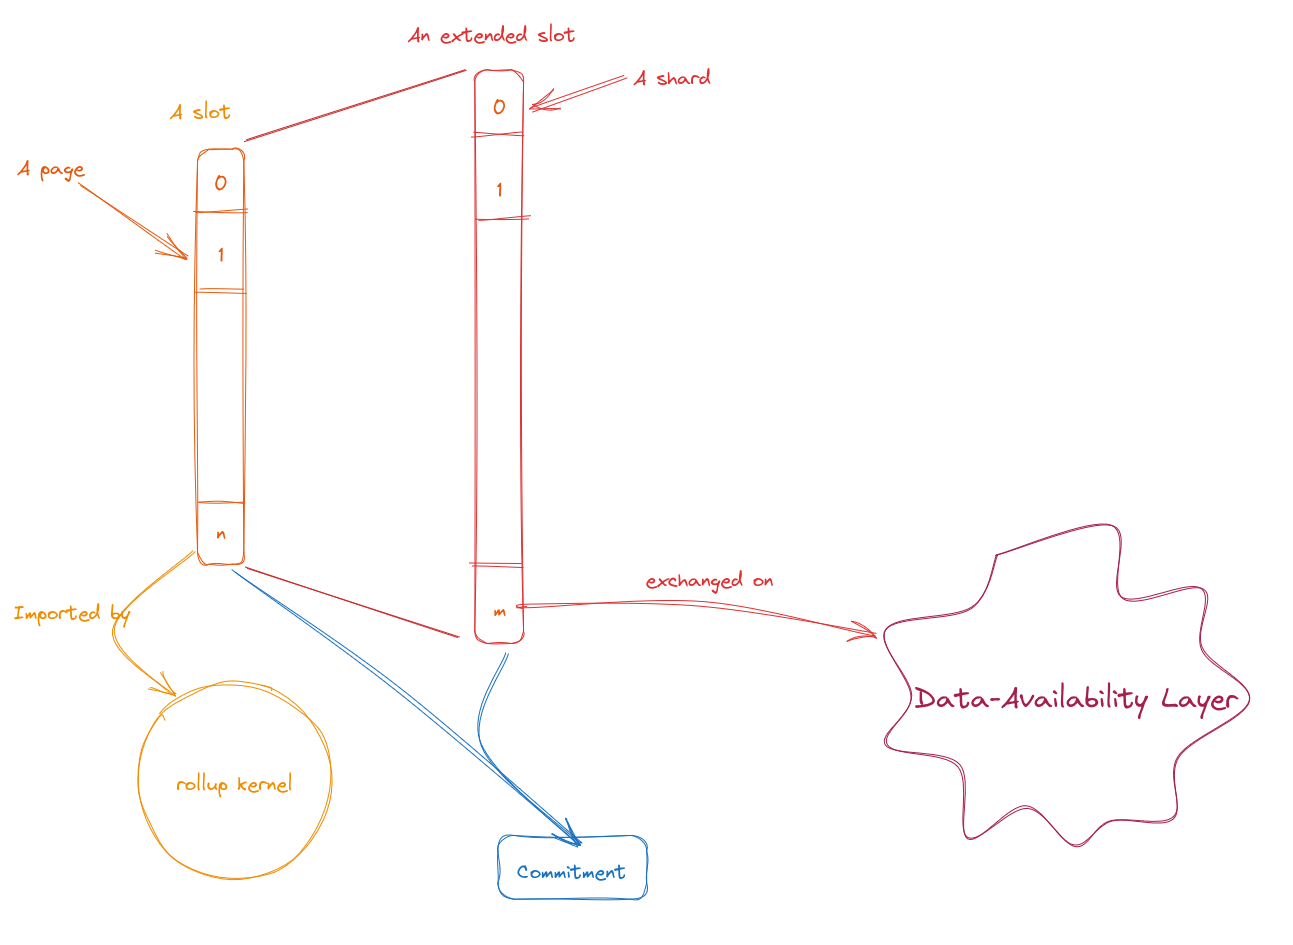 An extended slot
A shard
A slot
0
A page
0
1
1
n
m
exchanged on
Imported by
Data-Availability Layer
rollup kernel
Commitment